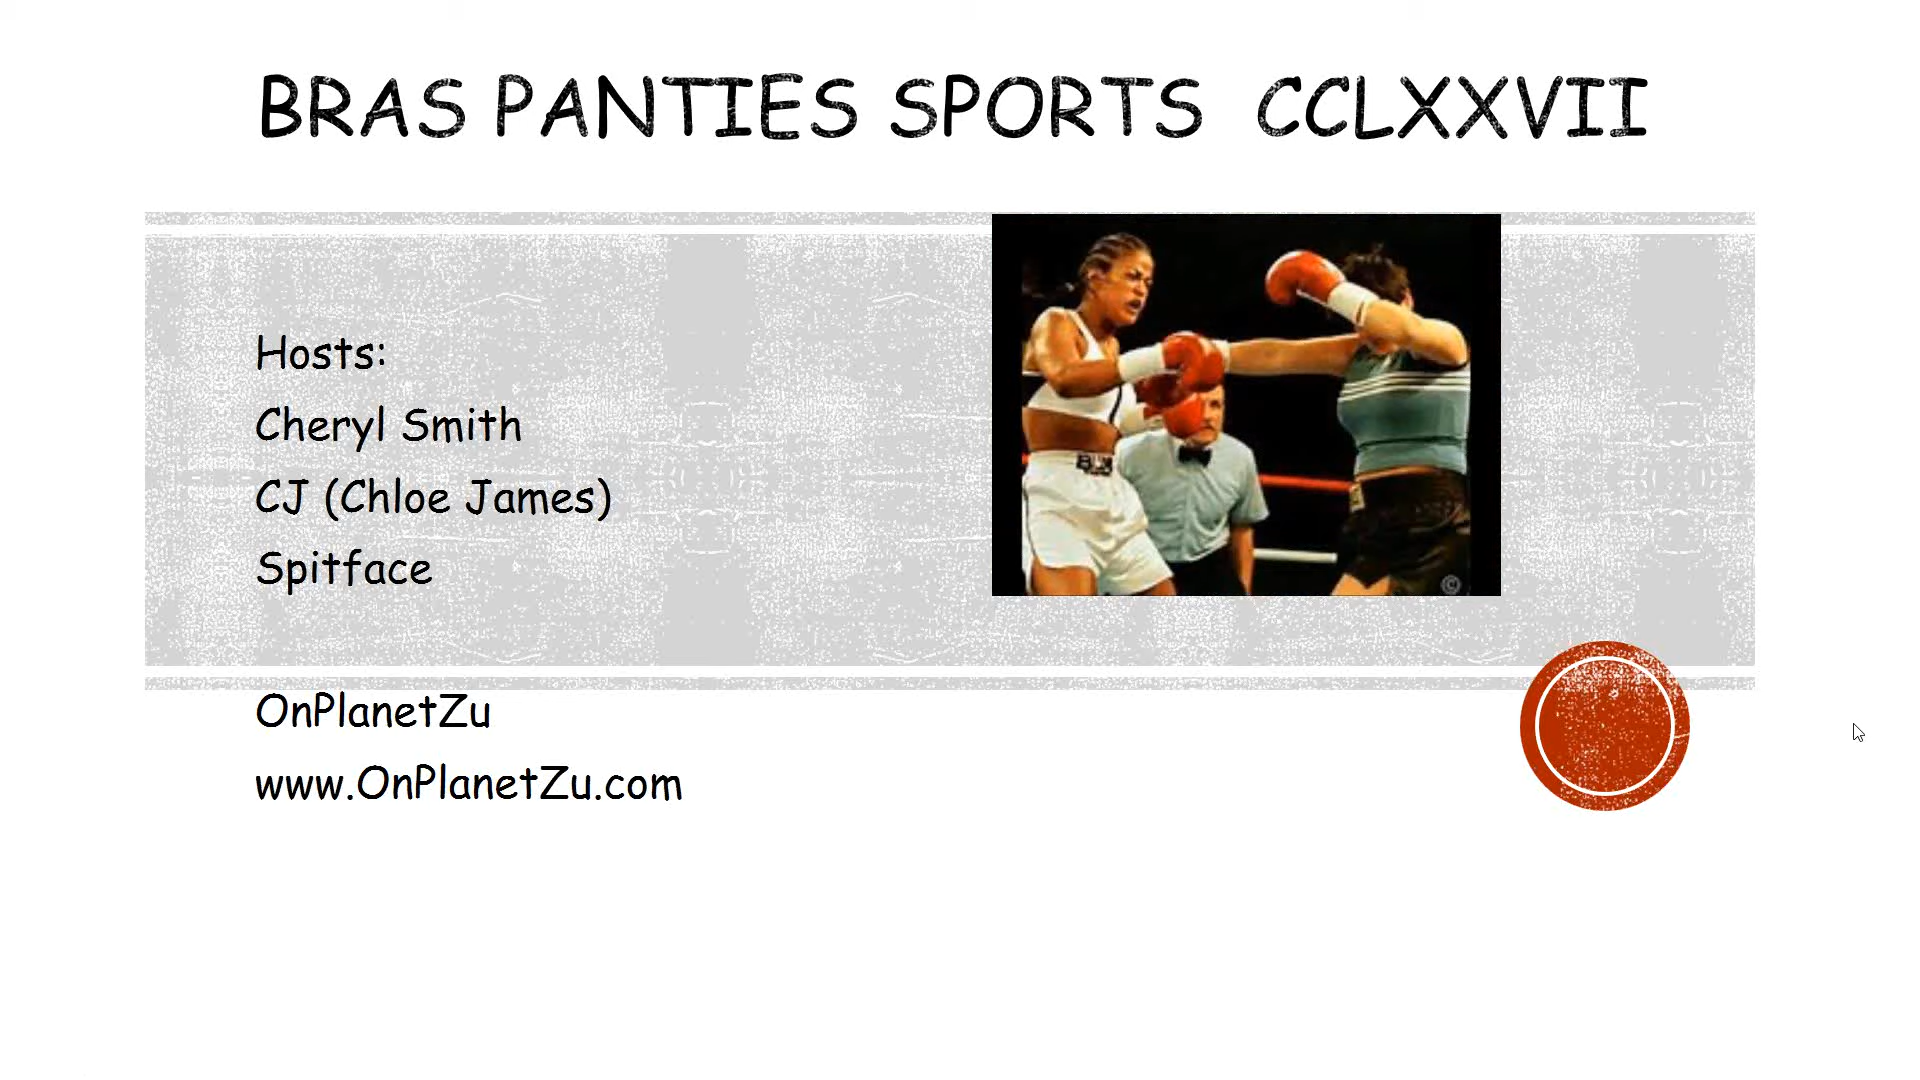 BRAS PANTIES SPORTS CCLXXVII
Hosts:
Cheryl Smith
CJ (Chloe James)
Spitface
OnPlanetZu
www.OnPlanetZu.com
©